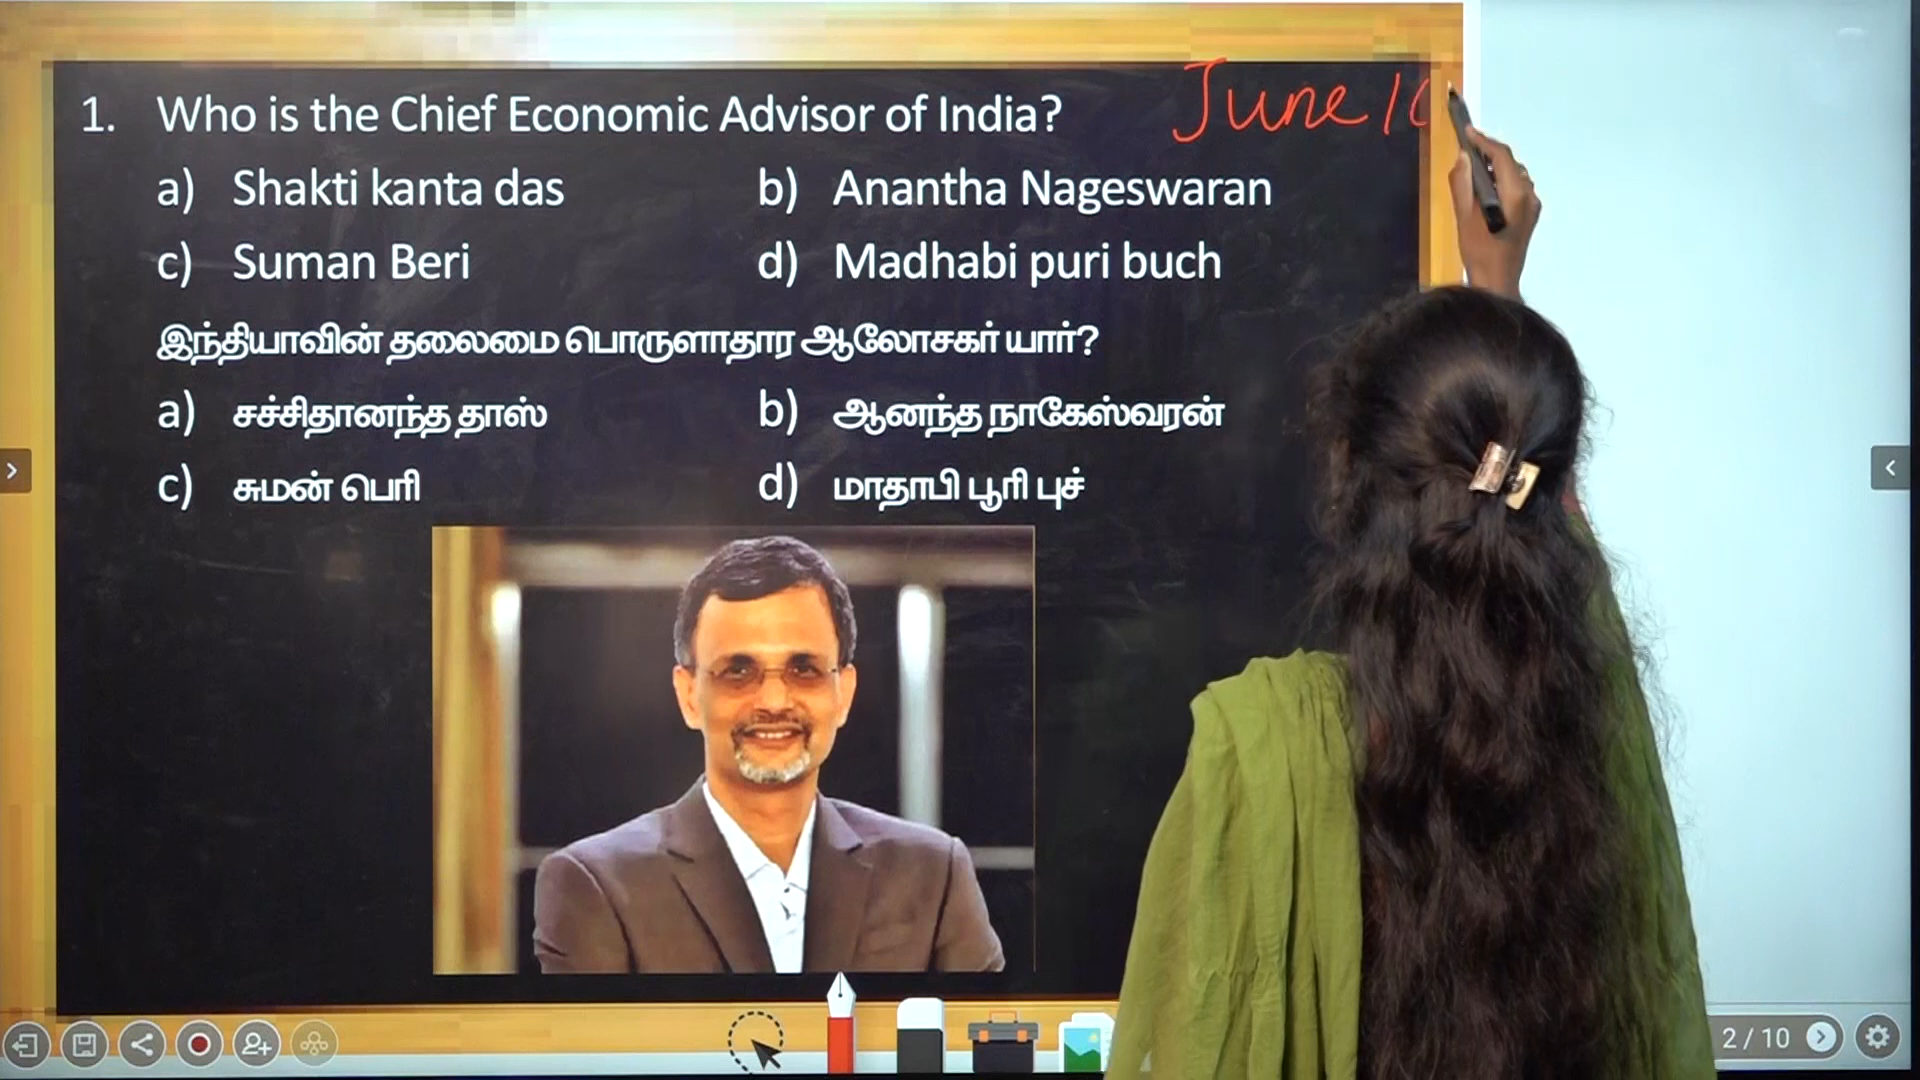 1. Who is the Chief Economic Advisor of India?
June
a) Shakti kanta das b) Anantha Nageswaran
c) Suman Beri d) Madhabi puri buch
இந்தியாவின் தலைமை பொருளாதார ஆலோசகர் யார்?
a) சச்சிதானந்த தாஸ் b) ஆனந்த நாகேஸ்வரன்
c) சுமன் பெரி d) மாதாபி பூரி புச்
2 / 10